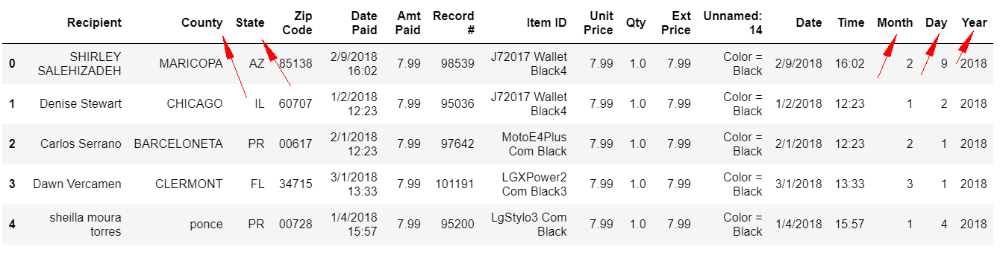 Recipient County State Zip Code Date Paid Amt Paid Record # Item ID Unit Price Qty Ext Price Unnamed: 14 Date Time Month Day Year
0 SHIRLEY SALEHIZADEH MARICOPA AZ 85138 2/9/2018 16:02 7.99 98539 J72017 Wallet Black4 7.99 1.0 7.99 Color = Black 2/9/2018 16:02 2 9 2018
1 Denise Stewart CHICAGO IL 60707 1/2/2018 12:23 7.99 95036 J72017 Wallet Black4 7.99 1.0 7.99 Color = Black 1/2/2018 12:23 1 2 2018
2 Carlos Serrano BARCELONETA PR 00617 2/1/2018 12:23 7.99 97642 MotoE4Plus Com Black 7.99 1.0 7.99 Color = Black 2/1/2018 12:23 2 1 2018
3 Dawn Vercamen CLERMONT FL 34715 3/1/2018 13:33 7.99 101191 LGXPower2 Com Black3 7.99 1.0 7.99 Color = Black 3/1/2018 13:33 3 1 2018
4 sheilla moura torres ponce PR 00728 1/4/2018 15:57 7.99 95200 LgStylo3 Com Black 7.99 1.0 7.99 Color = Black 1/4/2018 15:57 1 4 2018